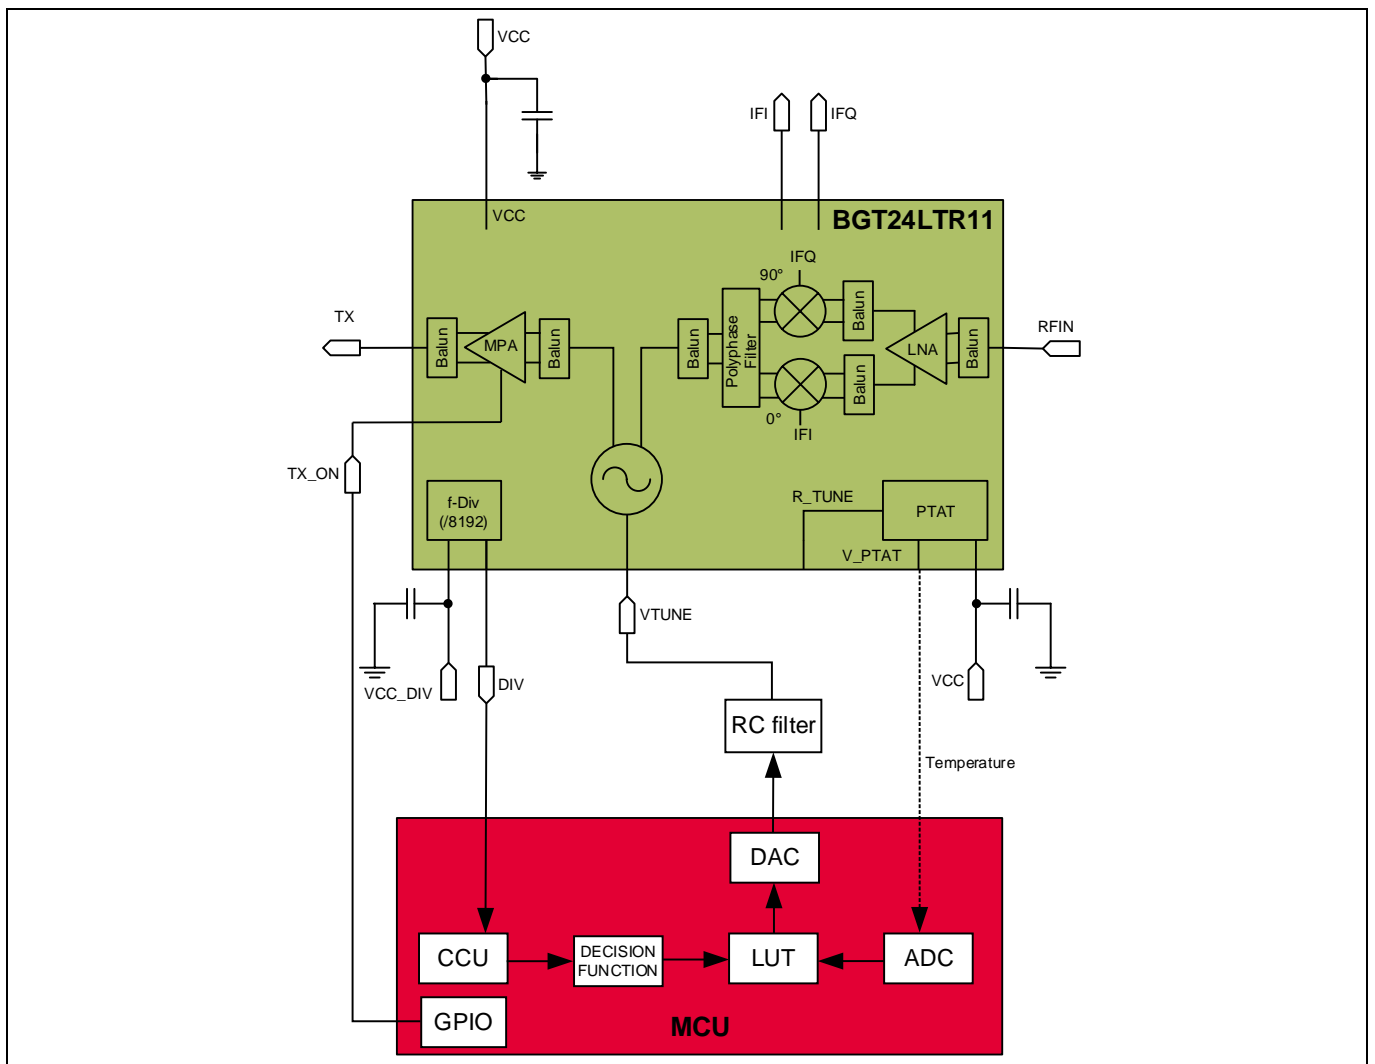 VCC
IFI
IFQ
VCC
BGT24LTR11
IFQ
90°
TX
Balun
MPA
Balun
Balun
Polyphase
Filter
Balun
LNA
Balun
RFIN
Balun
0°
IFI
TX_ON
f-Div
(/8192)
R_TUNE
PTAT
V_PTAT
VTUNE
VCC_DIV
DIV
VCC
RC filter
Temperature
DAC
CCU
DECISION
FUNCTION
LUT
ADC
GPIO
MCU